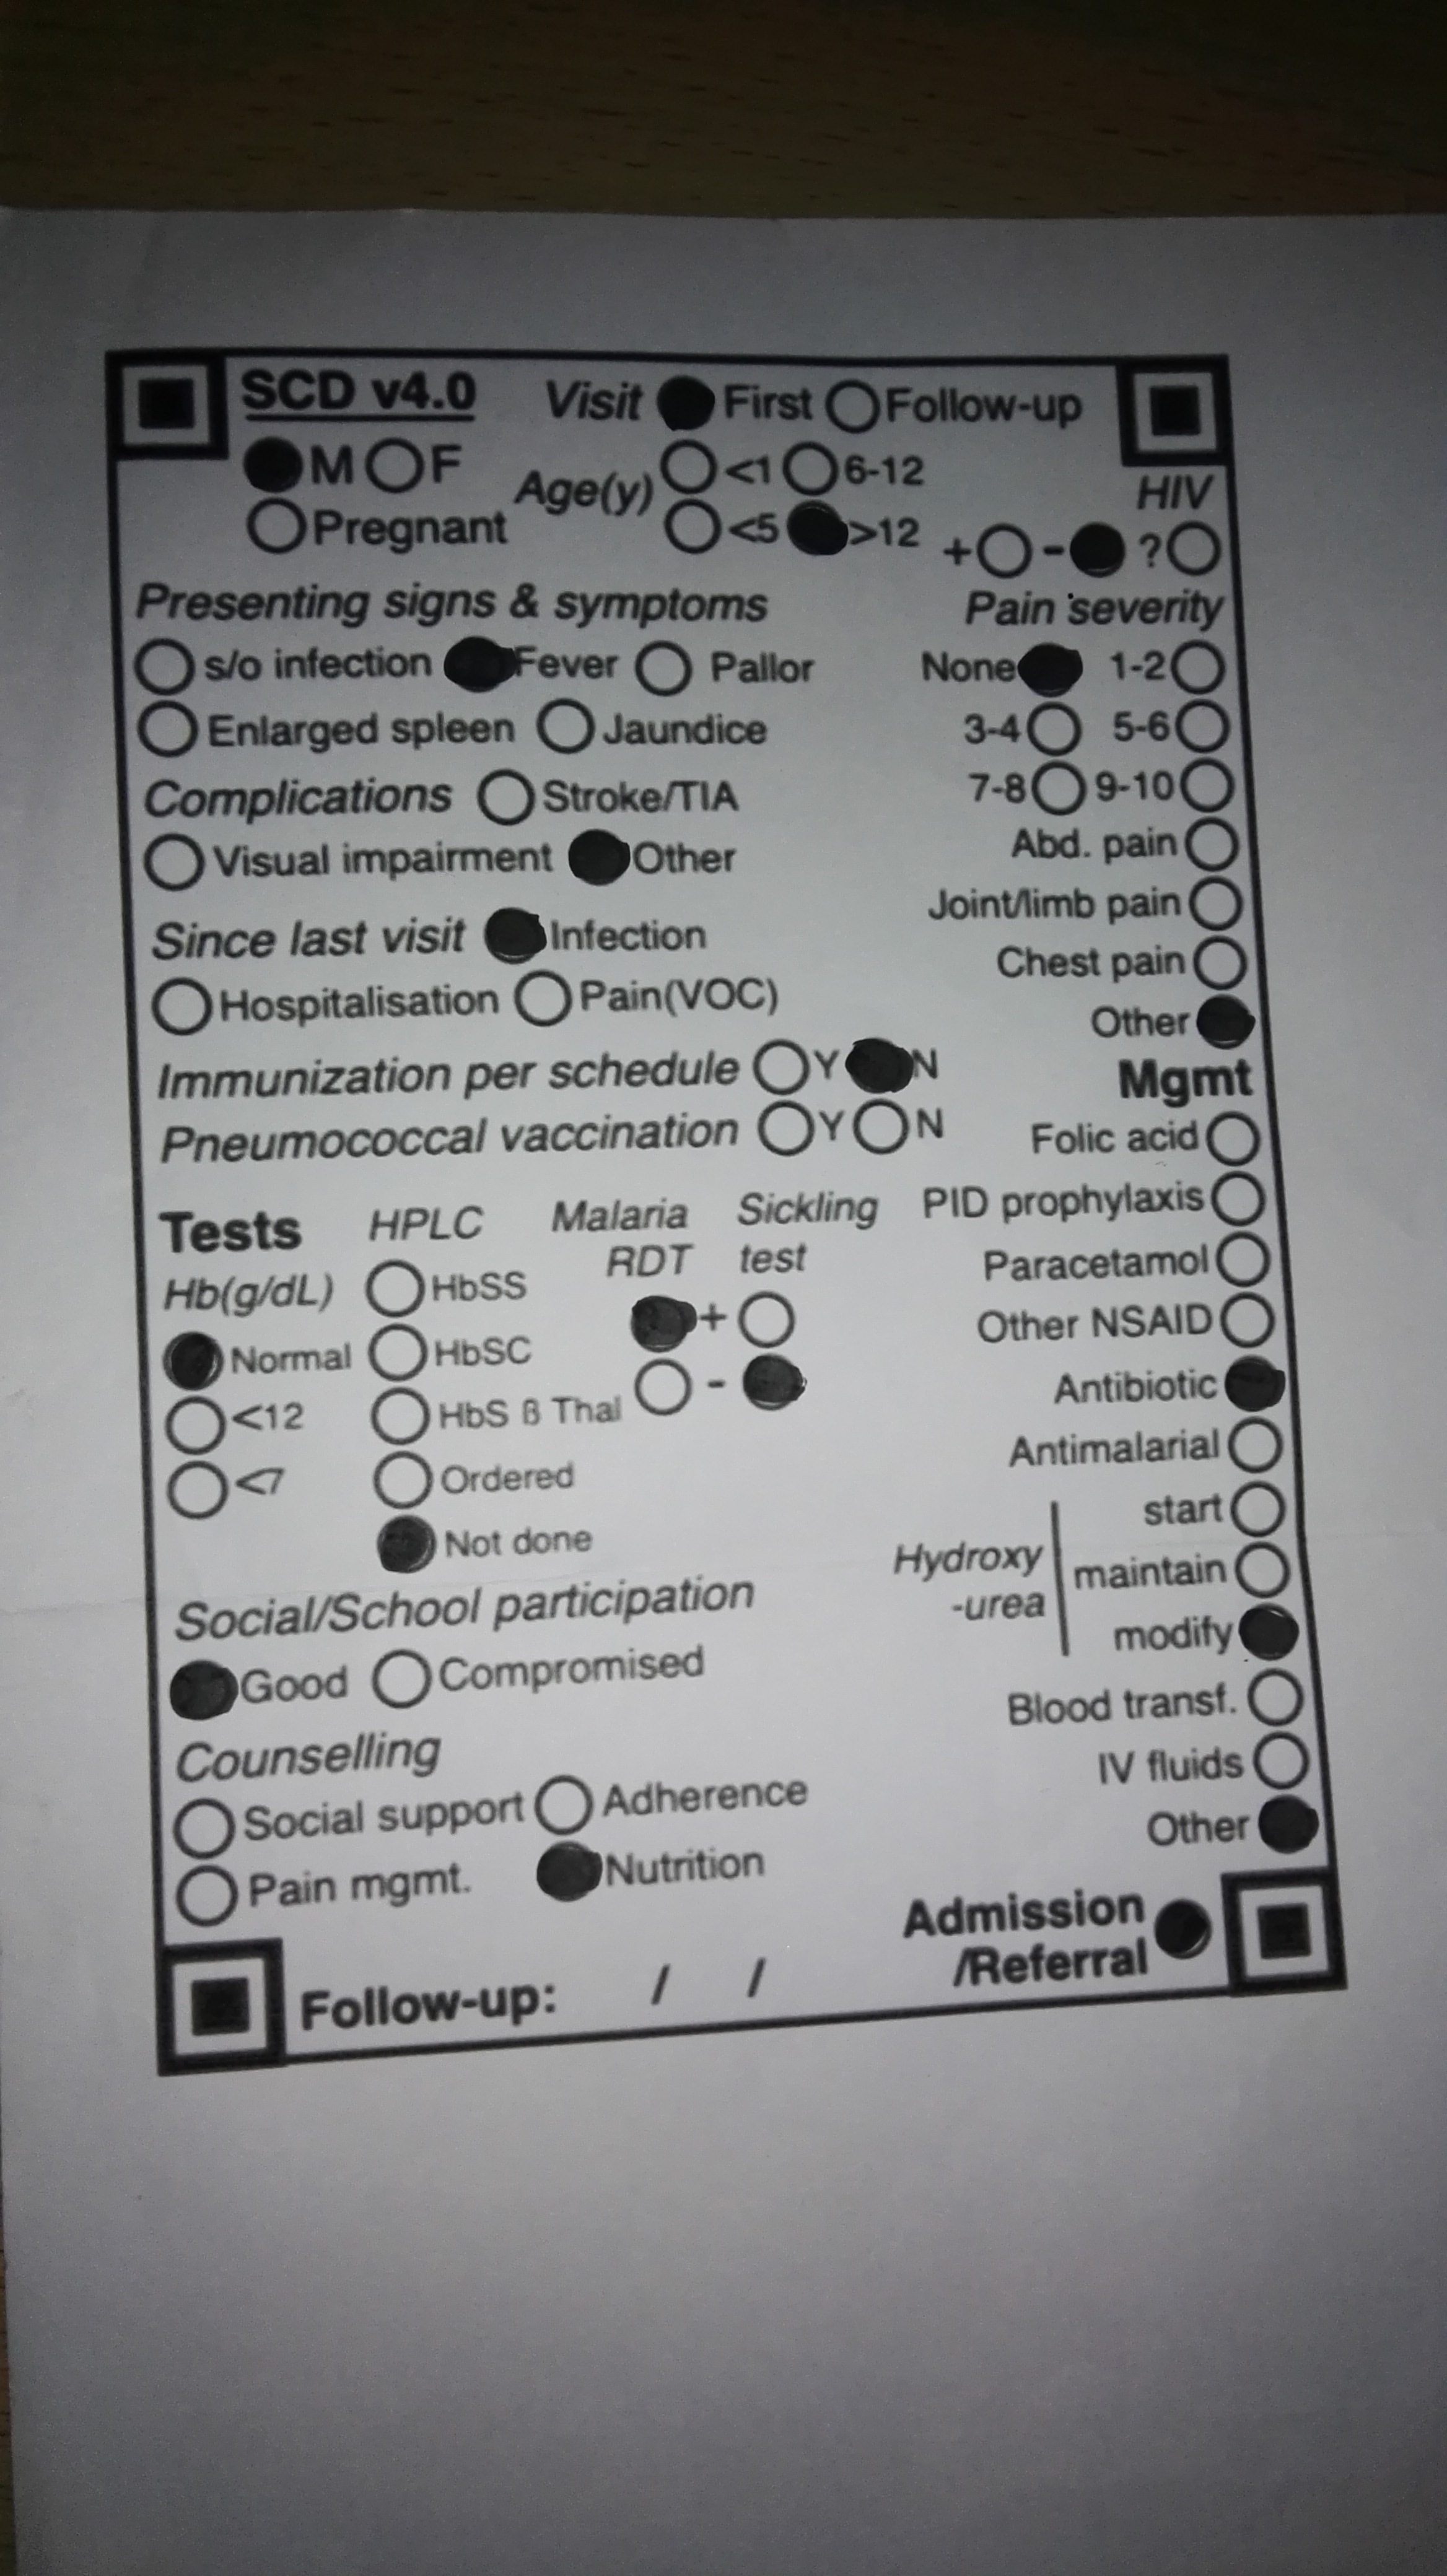 SCD v4.0 Visit First Follow-up
M F Age(y) <1 6-12 HIV
Pregnant <5 >12 + - ?
Presenting signs & symptoms
s/o infection Fever Pallor
Enlarged spleen Jaundice
Complications Stroke/TIA
Visual impairment Other
Since last visit Infection
Hospitalisation Pain(VOC)
Immunization per schedule Y N
Pneumococcal vaccination Y N
Pain severity
None 1-2
3-4 5-6
7-8 9-10
Abd. pain
Joint/limb pain
Chest pain
Other
Tests
Hb(g/dL)
Normal
<12
<7
HPLC
HbSS
HbSC
HbS ß Thal
Ordered
Not done
Malaria Sickling
RDT test
+
-
Social/School participation
Good Compromised
Counselling
Social support Adherence
Pain mgmt. Nutrition
Mgmt
Folic acid
PID prophylaxis
Paracetamol
Other NSAID
Antibiotic
Antimalarial
Hydroxy
-urea
start
maintain
modify
Blood transf.
IV fluids
Other
Admission
/Referral
Follow-up: / /